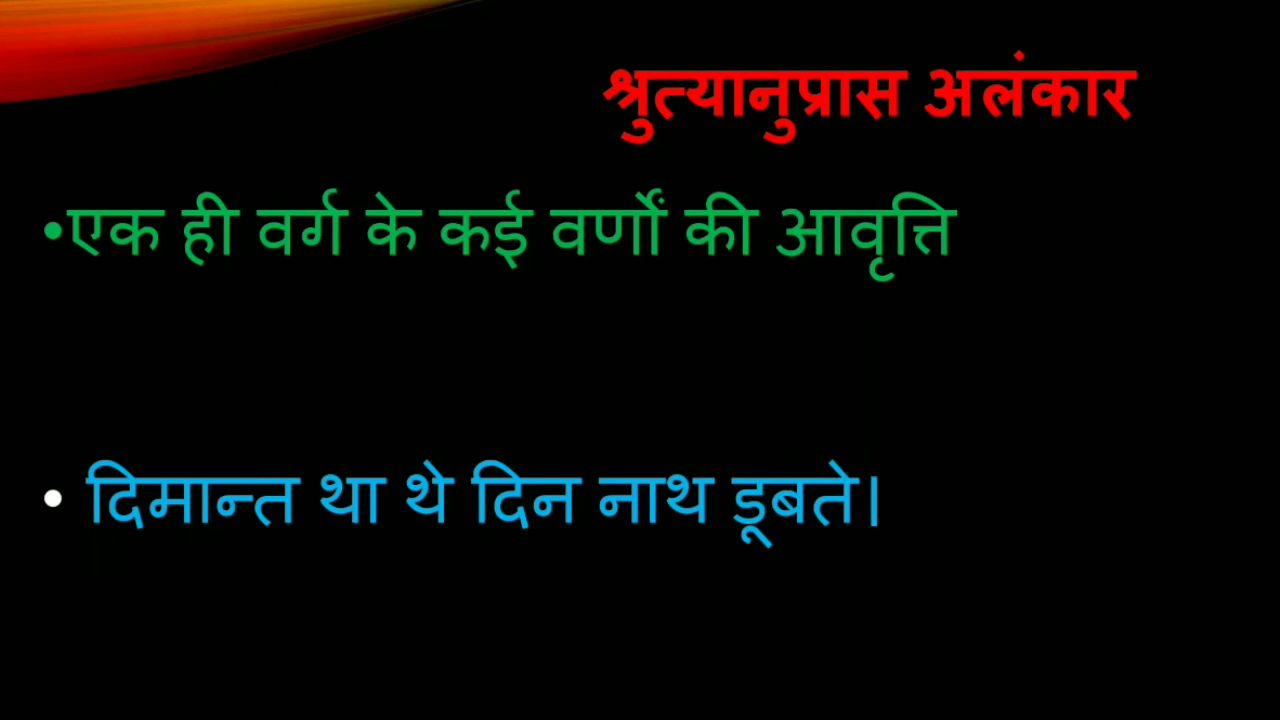 श्रुत्यानुप्रास अलंकार
•एक ही वर्ग के कई वर्णों की आवृत्ति
• दिमान्त था थे दिन नाथ डूबते।